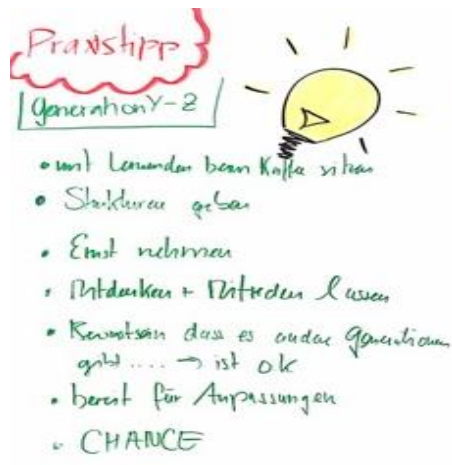 Praxistipp
Generation Y-Z
• mit Lernenden beim Kaffee sitzen
• Strukturen geben
• Ernst nehmen
• Mitdenken + Mitreden lassen
• Bewusstsein dass es andere Generationen
gibt .... → ist ok
• bereit für Anpassungen
• CHANCE